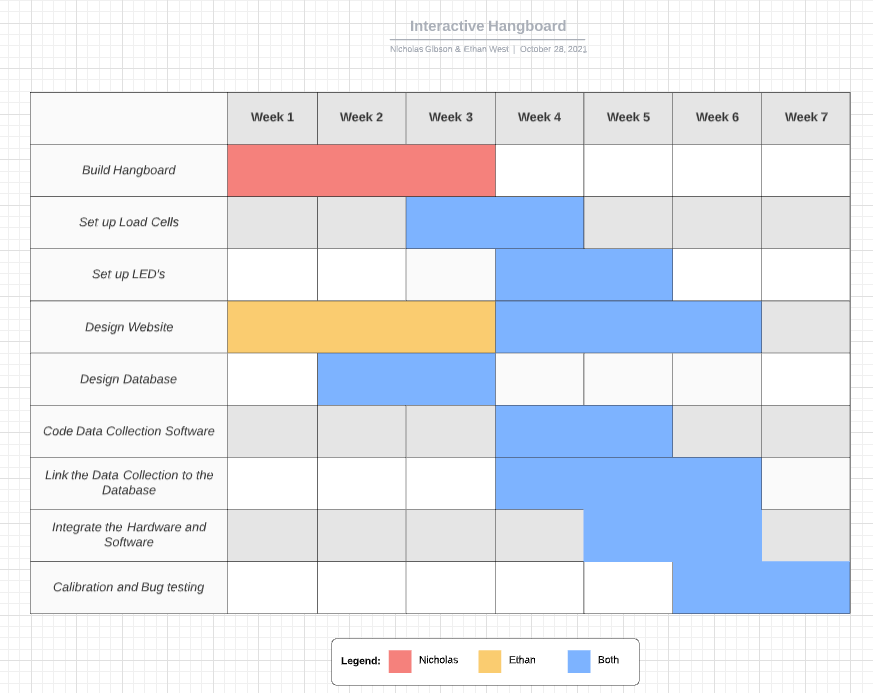 Interactive Hangboard
Nicholas Gibson & Ethan West | October 28, 2021
Week 1 Week 2 Week 3 Week 4 Week 5 Week 6 Week 7
Build Hangboard
Set up Load Cells
Set up LED's
Design Website
Design Database
Code Data Collection Software
Link the Data Collection to the
Database
Integrate the Hardware and
Software
Calibration and Bug testing
Legend: Nicholas Ethan Both